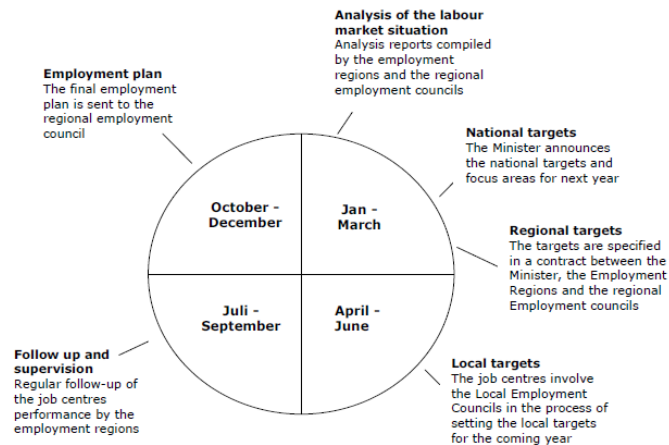 Analysis of the labour
market situation
Analysis reports compiled
by the employment
regions and the regional
employment councils
Employment plan
The final employment
plan is sent to the
regional employment
council
National targets
The Minister announces
the national targets and
focus areas for next year
October -
December
Jan -
March
Regional targets
The targets are specified
in a contract between the
Minister, the Employment
Regions and the regional
Employment councils
Juli -
September
April -
June
Follow up and
supervision
Regular follow-up of
the job centres
performance by the
employment regions
Local targets
The job centres involve
the Local Employment
Councils in the process of
setting the local targets
for the coming year